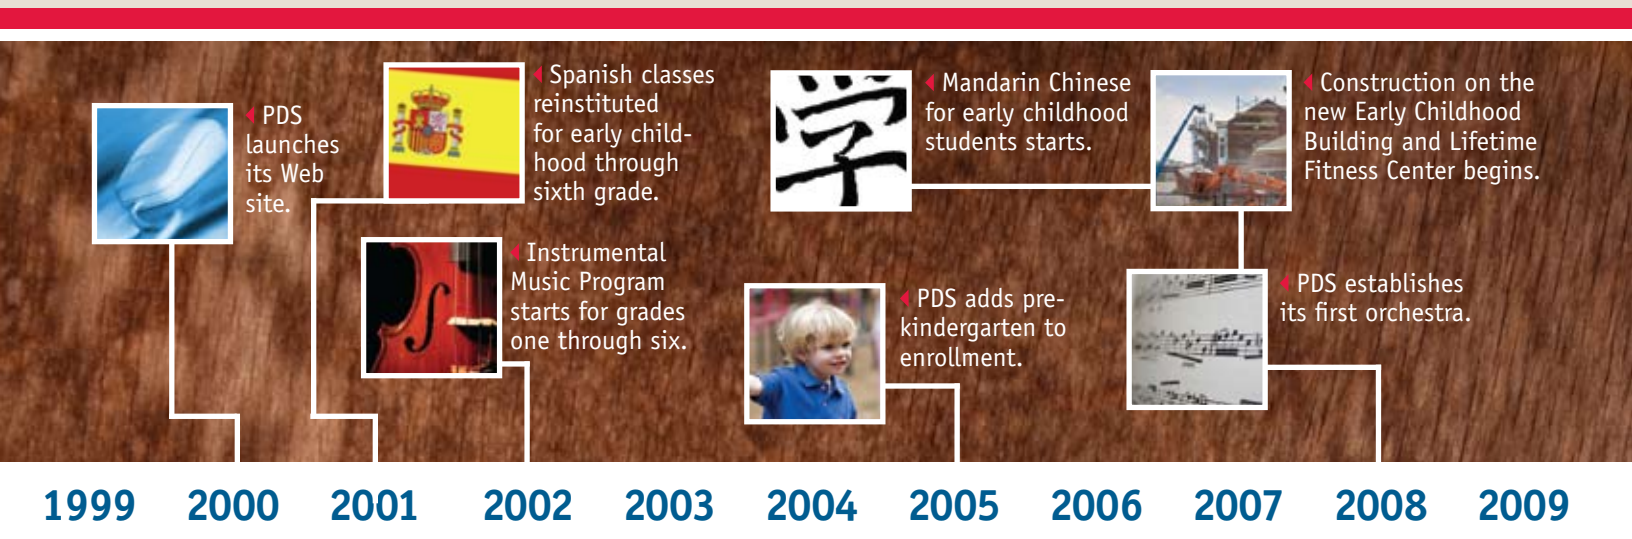 PDS
launches
its Web
site.
Spanish classes
reinstituted
for early child-
hood through
sixth grade.
Instrumental
Music Program
starts for grades
one through six.
学
Mandarin Chinese
for early childhood
students starts.
PDS adds pre-
kindergarten to
enrollment.
Construction on the
new Early Childhood
Building and Lifetime
Fitness Center begins.
PDS establishes
its first orchestra.
1999 2000 2001 2002 2003 2004 2005 2006 2007 2008 2009